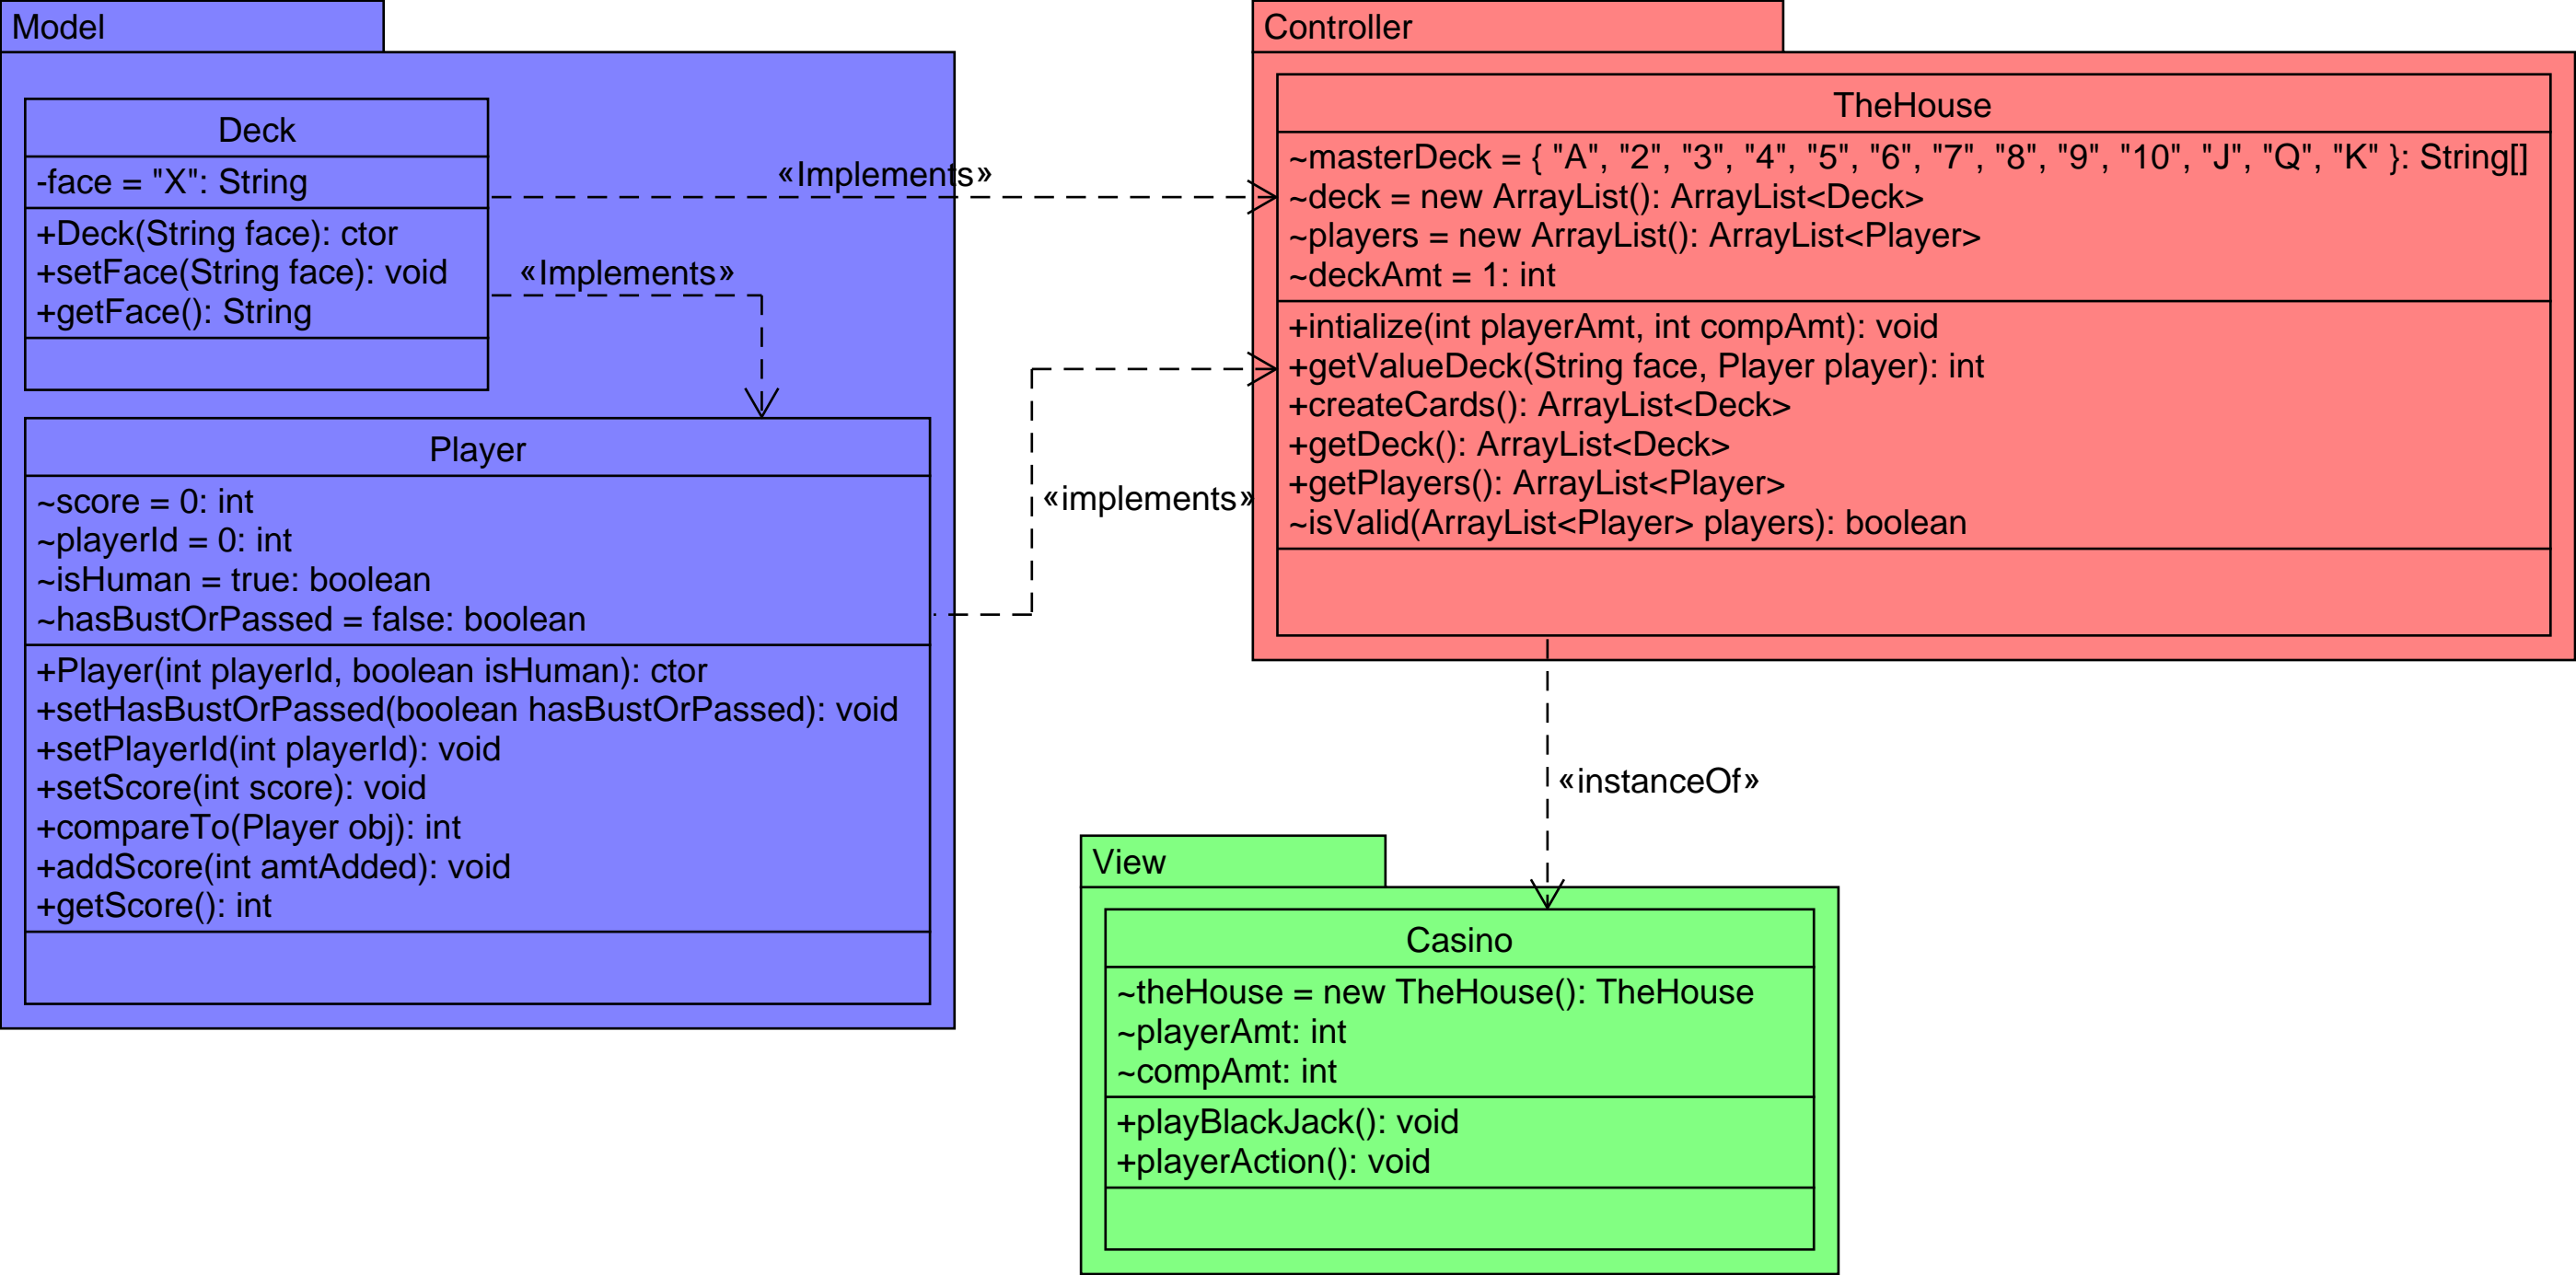 Model
Deck
-face = "X": String
+Deck(String face): ctor
+setFace(String face): void
+getFace(): String
«Implements»
«Implements»
Player
~score = 0: int
~playerId = 0: int
~isHuman = true: boolean
~hasBustOrPassed = false: boolean
+Player(int playerId, boolean isHuman): ctor
+setHasBustOrPassed(boolean hasBustOrPassed): void
+setPlayerId(int playerId): void
+setScore(int score): void
+compareTo(Player obj): int
+addScore(int amtAdded): void
+getScore(): int
«implements»
Controller
TheHouse
~masterDeck = { "A", "2", "3", "4", "5", "6", "7", "8", "9", "10", "J", "Q", "K" }: String[]
~deck = new ArrayList(): ArrayList<Deck>
~players = new ArrayList(): ArrayList<Player>
~deckAmt = 1: int
+intialize(int playerAmt, int compAmt): void
+getValueDeck(String face, Player player): int
+createCards(): ArrayList<Deck>
+getDeck(): ArrayList<Deck>
+getPlayers(): ArrayList<Player>
~isValid(ArrayList<Player> players): boolean
«instanceOf»
View
Casino
~theHouse = new TheHouse(): TheHouse
~playerAmt: int
~compAmt: int
+playBlackJack(): void
+playerAction(): void